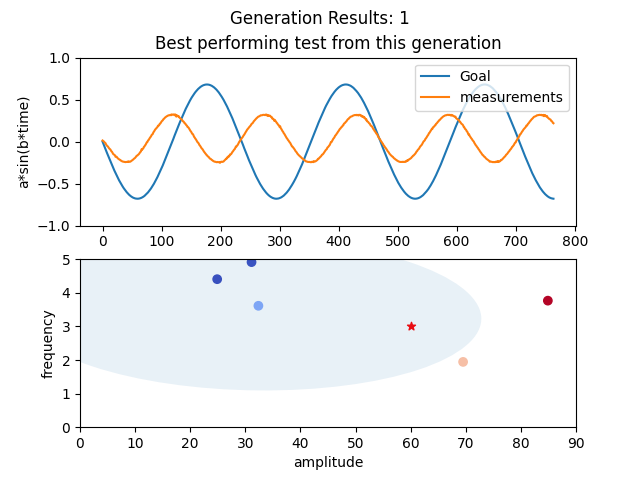 Generation Results: 1
Best performing test from this generation
1.0
0.5
0.0
−0.5
−1.0
a*sin(b*time)
Goal
measurements
0 100 200 300 400 500 600 700 800
5
4
3
2
1
0
frequency
0 10 20 30 40 50 60 70 80 90
amplitude